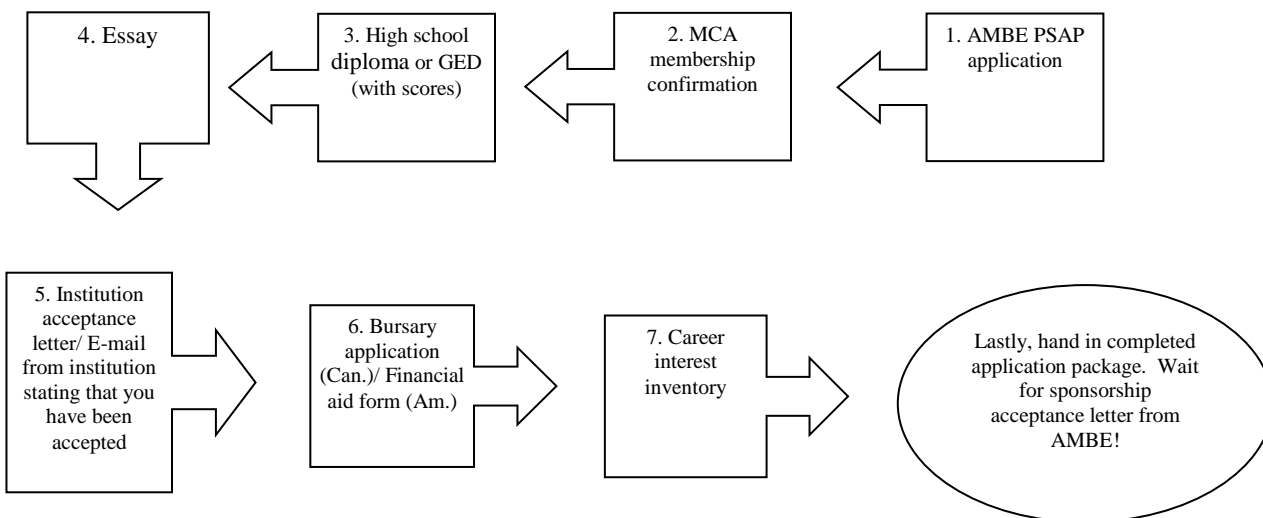 1. AMBE PSAP
application
2. MCA
membership
confirmation
3. High school
diploma or GED
(with scores)
4. Essay
5. Institution
acceptance
letter/ E-mail
from institution
stating that you
have been
accepted
6. Bursary
application
(Can.)/ Financial
aid form (Am.)
7. Career
interest
inventory
Lastly, hand in completed
application package.  Wait
for sponsorship
acceptance letter from
AMBE!